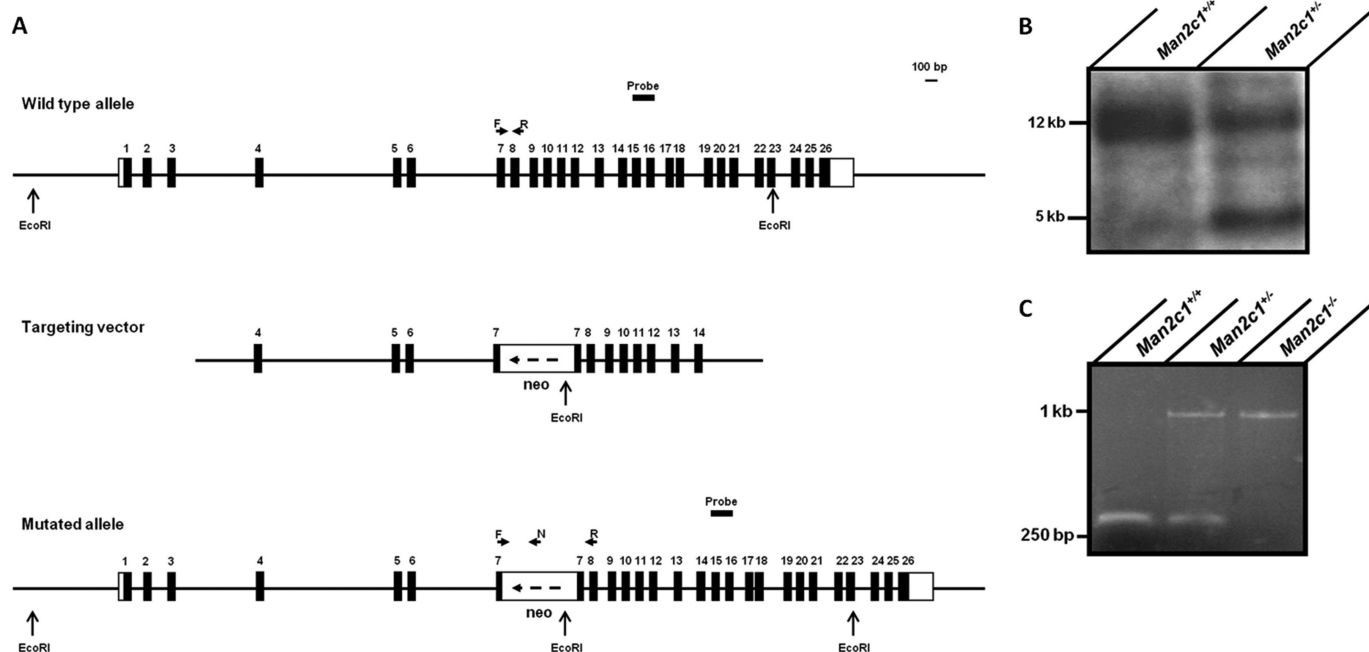 A
Wild type allele
Probe
100 bp
F R
1 2 3 4 5 6 7 8 9 10 11 12 13 14 15 16 17 18 19 20 21 22 23 24 25 26
EcoRI EcoRI
Targeting vector
4 5 6 7 7 8 9 10 11 12 13 14
neo
EcoRI
Mutated allele
Probe
F N R
1 2 3 4 5 6 7 7 8 9 10 11 12 13 14 15 16 17 18 19 20 21 22 23 24 25 26
neo
EcoRI EcoRI EcoRI
B
Man2c1+/+ Man2c1+/-
12 kb
5 kb
C
Man2c1+/+ Man2c1+/- Man2c1-/-
1 kb
250 bp